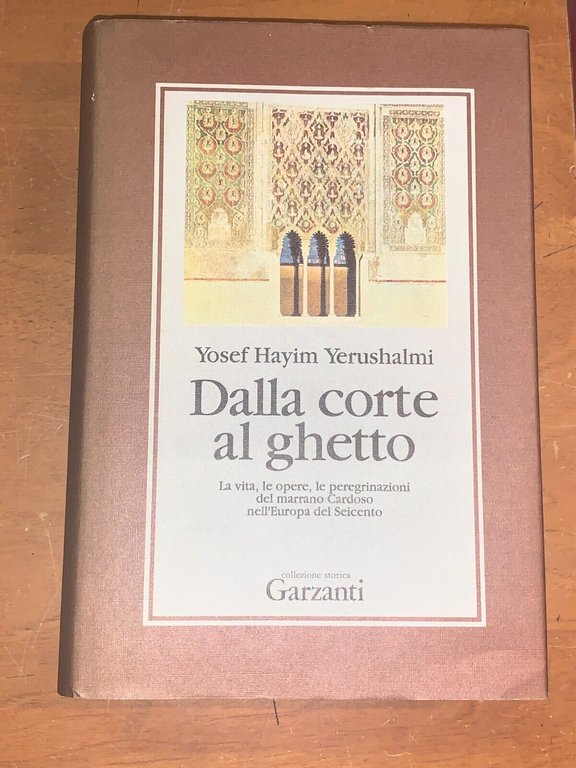 Yosef Hayim Yerushalmi
Dalla corte
al ghetto
La vita, le opere, le peregrinazioni
del marrano Cardoso
nell'Europa del Seicento
collezione storica
Garzanti